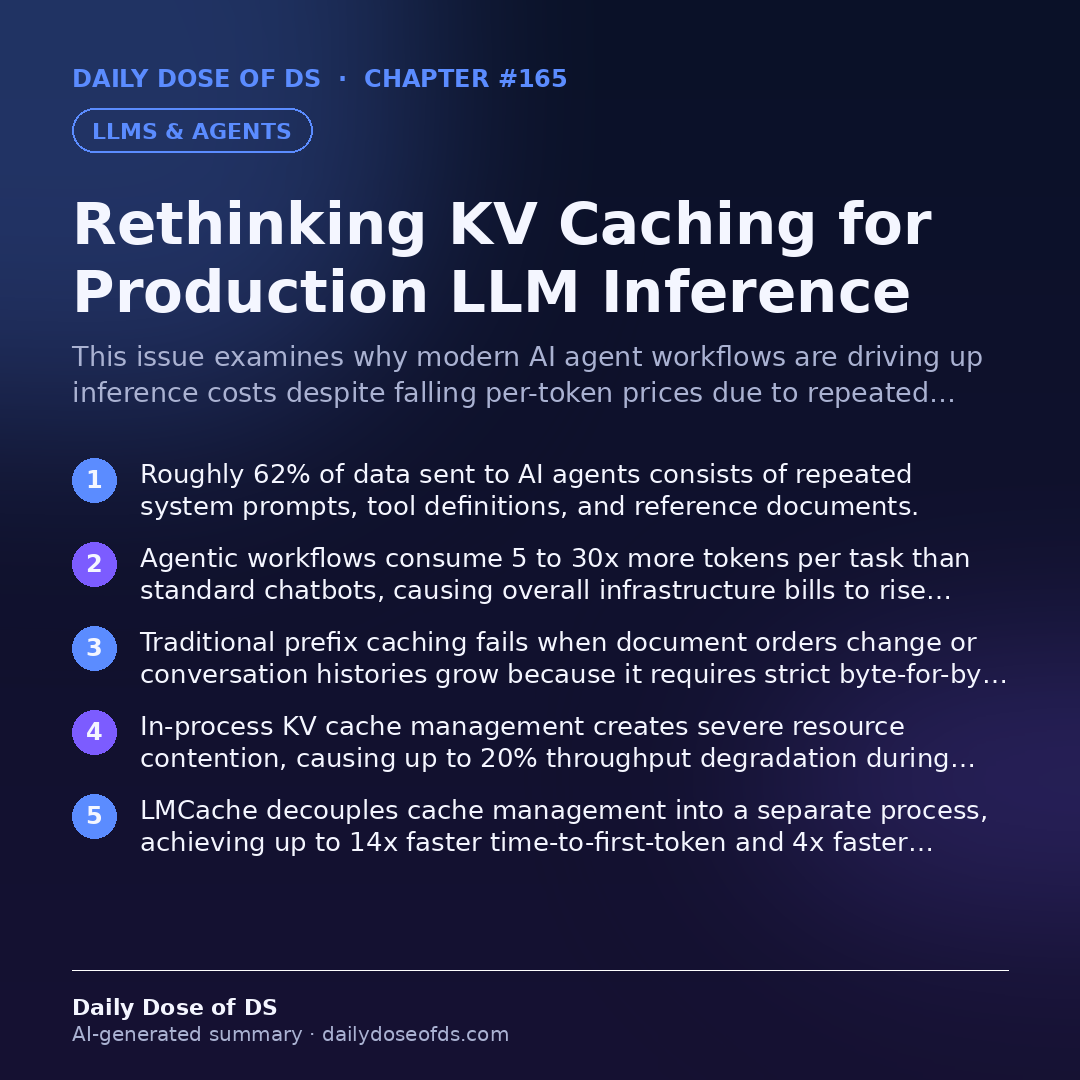 DAILY DOSE OF DS · CHAPTER #165
LLMS & AGENTS
Rethinking KV Caching for
Production LLM Inference
This issue examines why modern AI agent workflows are driving up
inference costs despite falling per-token prices due to repeated…
1 Roughly 62% of data sent to AI agents consists of repeated
system prompts, tool definitions, and reference documents.
2 Agentic workflows consume 5 to 30x more tokens per task than
standard chatbots, causing overall infrastructure bills to rise…
3 Traditional prefix caching fails when document orders change or
conversation histories grow because it requires strict byte-for-by…
4 In-process KV cache management creates severe resource
contention, causing up to 20% throughput degradation during…
5 LMCache decouples cache management into a separate process,
achieving up to 14x faster time-to-first-token and 4x faster…
Daily Dose of DS
AI-generated summary · dailydoseofds.com